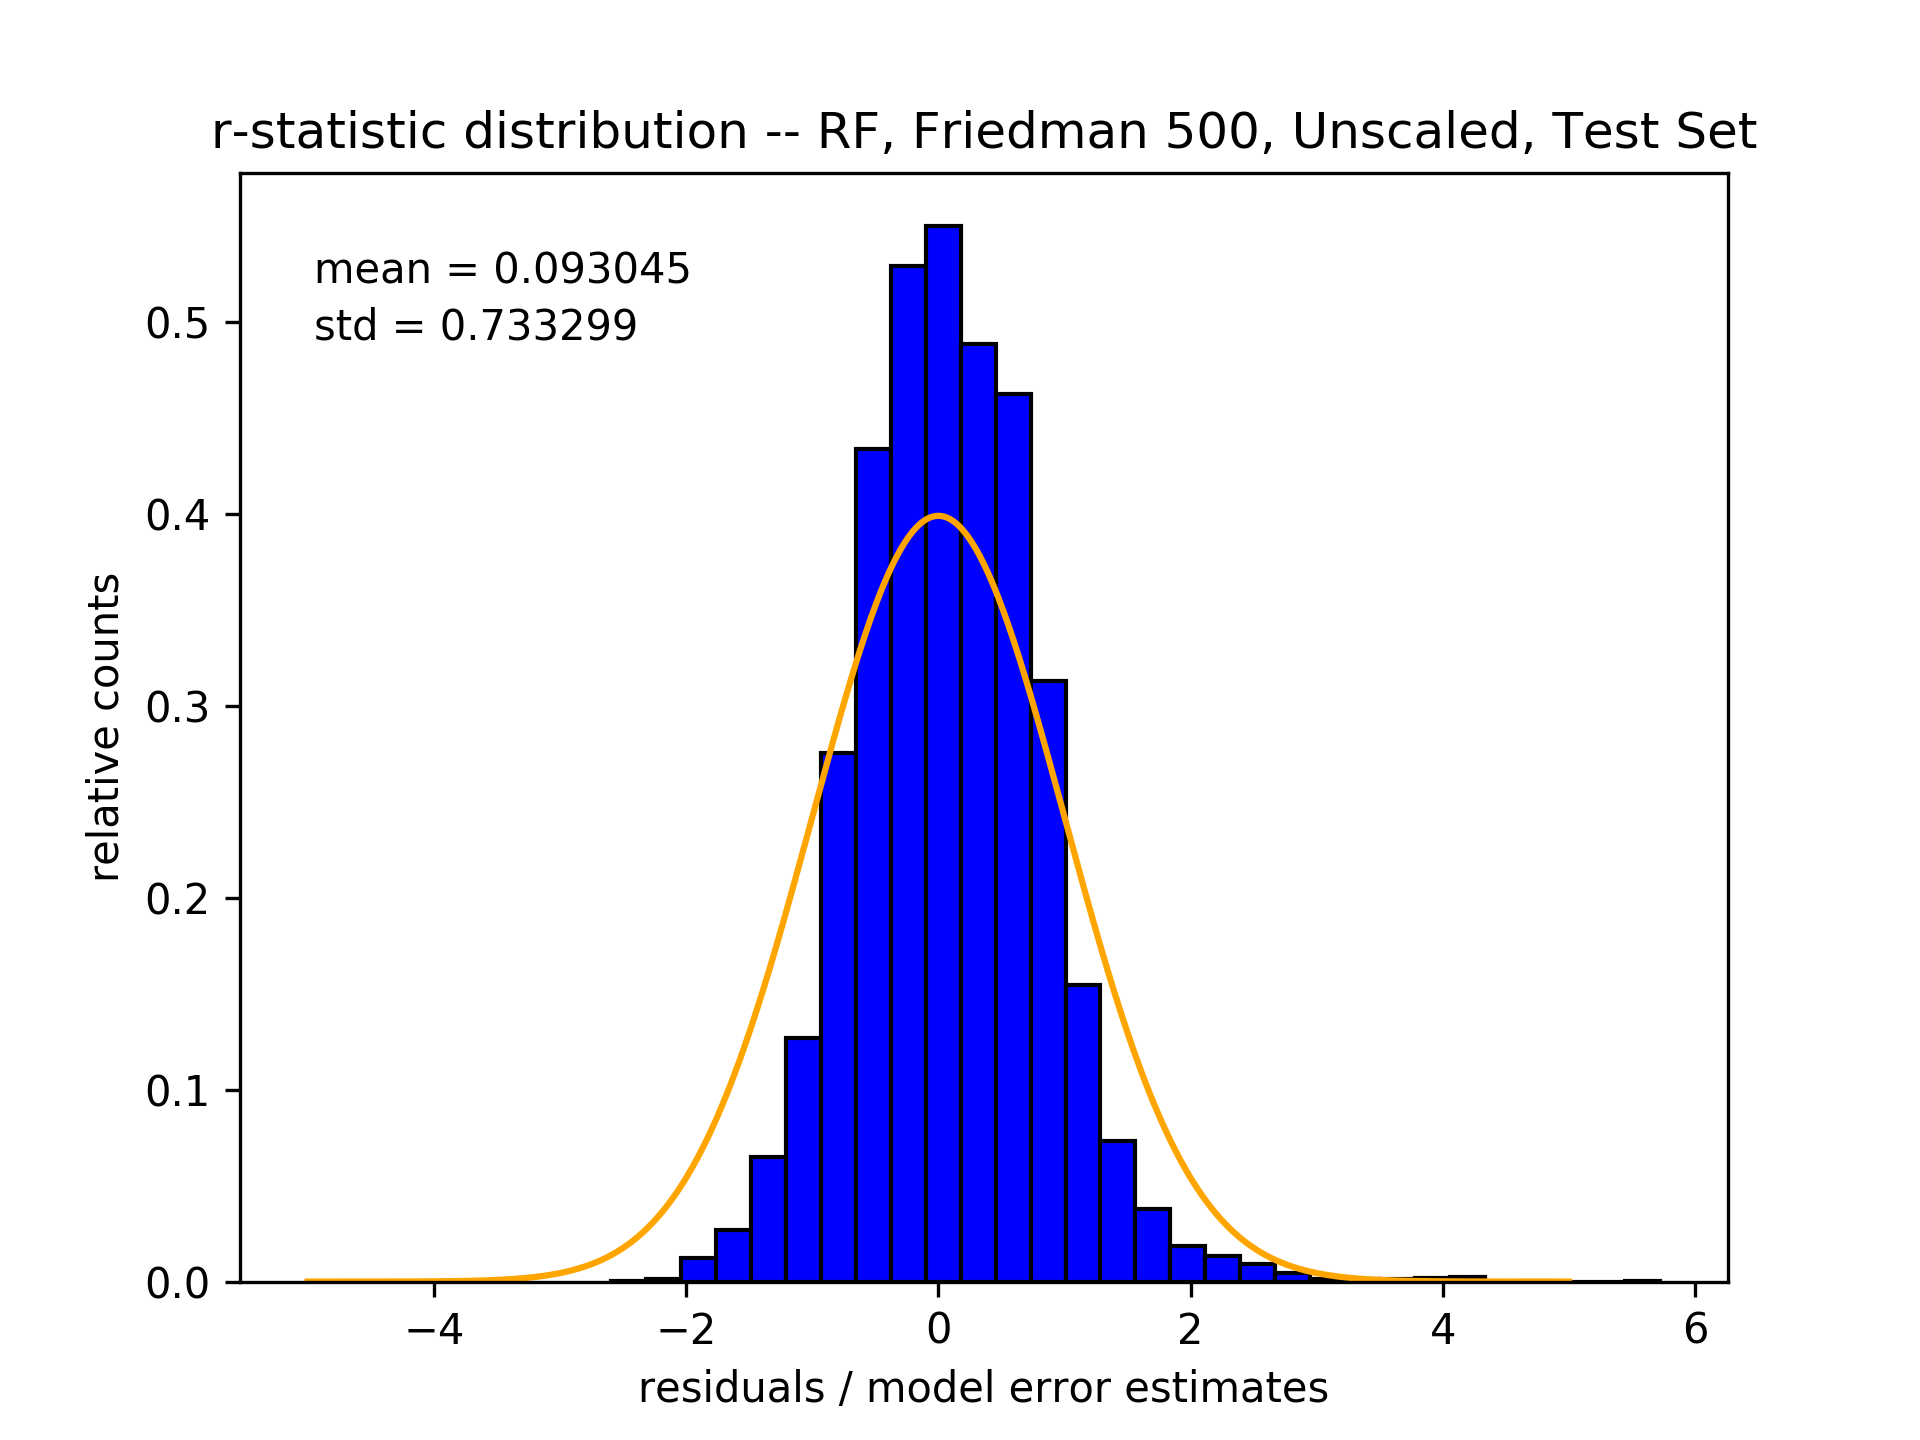 r-statistic distribution -- RF, Friedman 500, Unscaled, Test Set
mean = 0.093045
std = 0.733299
relative counts
0.5
0.4
0.3
0.2
0.1
0.0
−4
−2
0
2
4
6
residuals / model error estimates